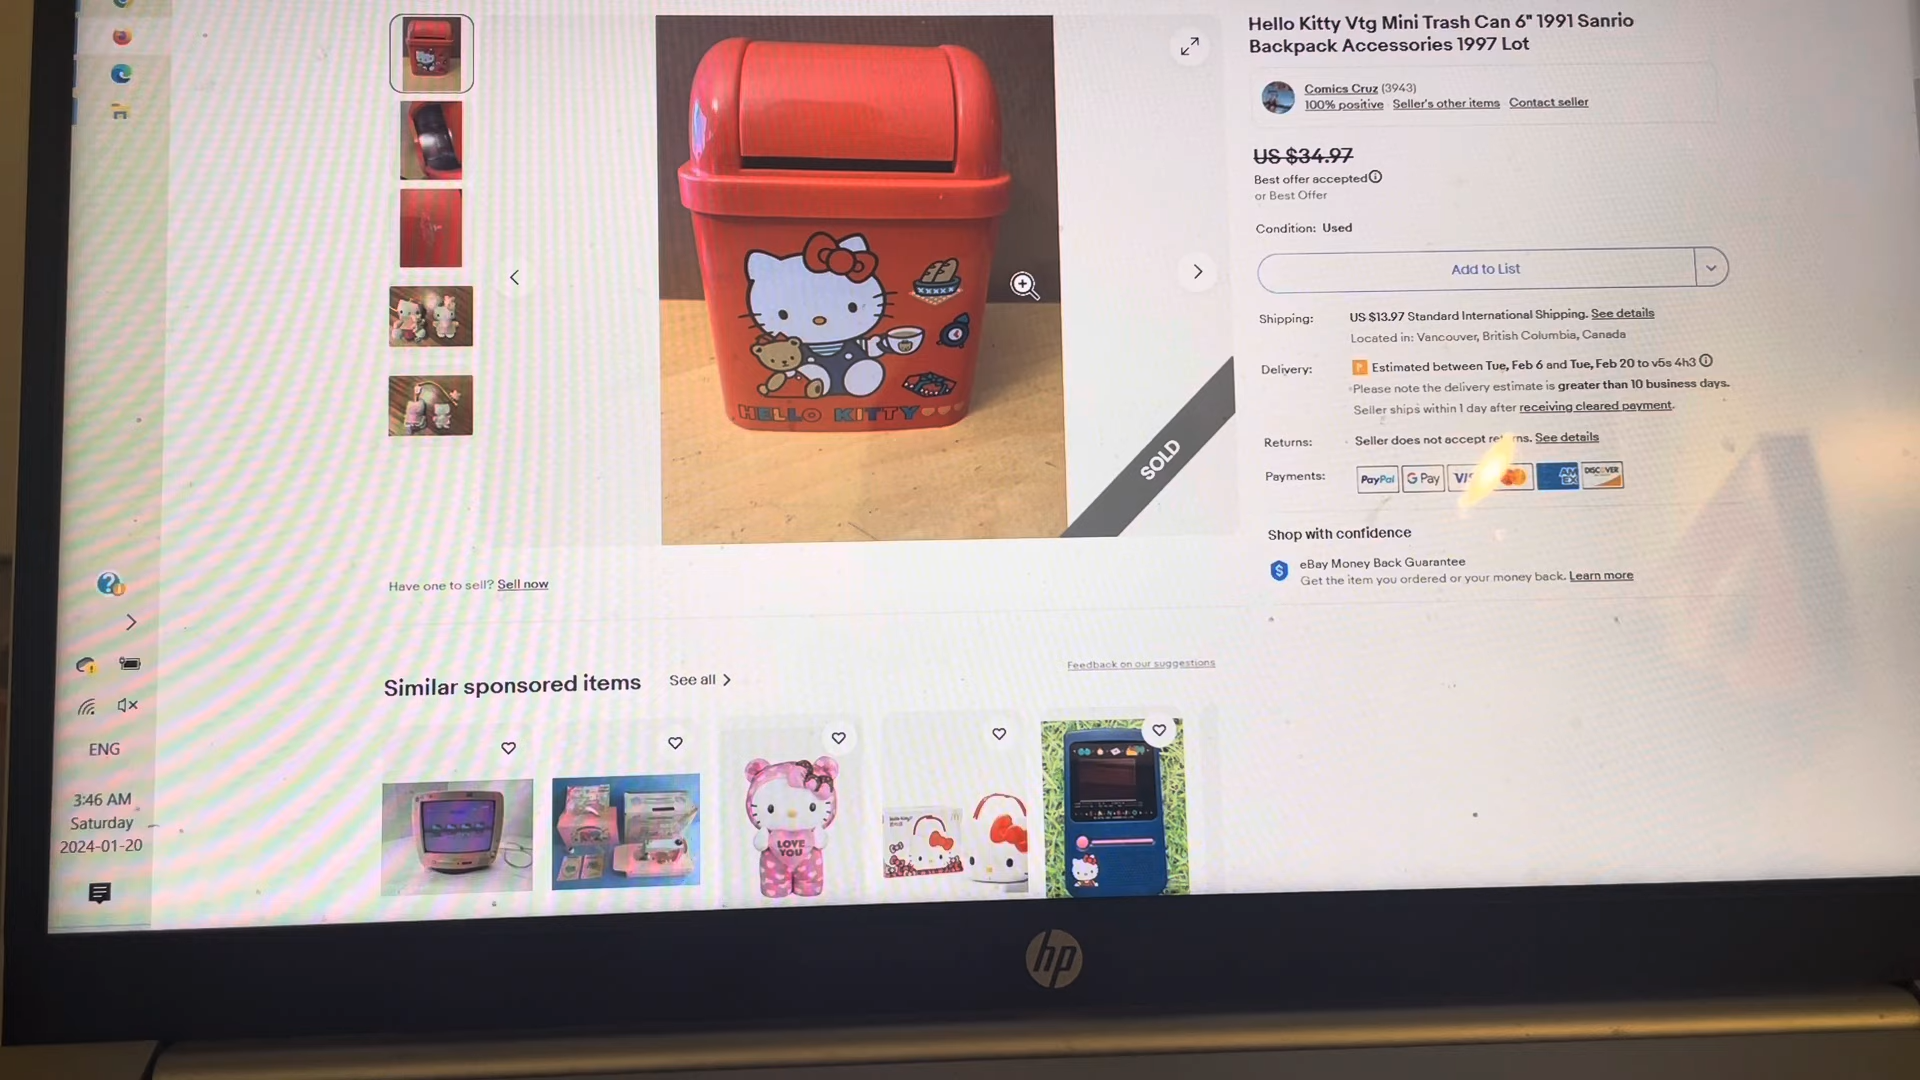 Hello Kitty Vtg Mini Trash Can 6" 1991 Sanrio
Backpack Accessories 1997 Lot
Comics Cruz (3943)
100% positive Seller's other items Contact seller
US $34.97
Best offer accepted
or Best Offer
Condition: Used
Add to List
Shipping: US $13.97 Standard International Shipping. See details
Located in: Vancouver, British Columbia, Canada
Delivery: Estimated between Tue, Feb 6 and Tue, Feb 20 to v5s 4h3
Please note the delivery estimate is greater than 10 business days.
Seller ships within 1 day after receiving cleared payment.
Returns: Seller does not accept returns. See details
Payments: PayPal G Pay AM EX DISCOVER
Shop with confidence
eBay Money Back Guarantee
Get the item you ordered or your money back. Learn more
HELLO KITTY
SOLD
Have one to sell? Sell now
Feedback on our suggestions
Similar sponsored items See all
LOVE
YOU
ENG
3:46 AM
Saturday
2024-01-20
hp